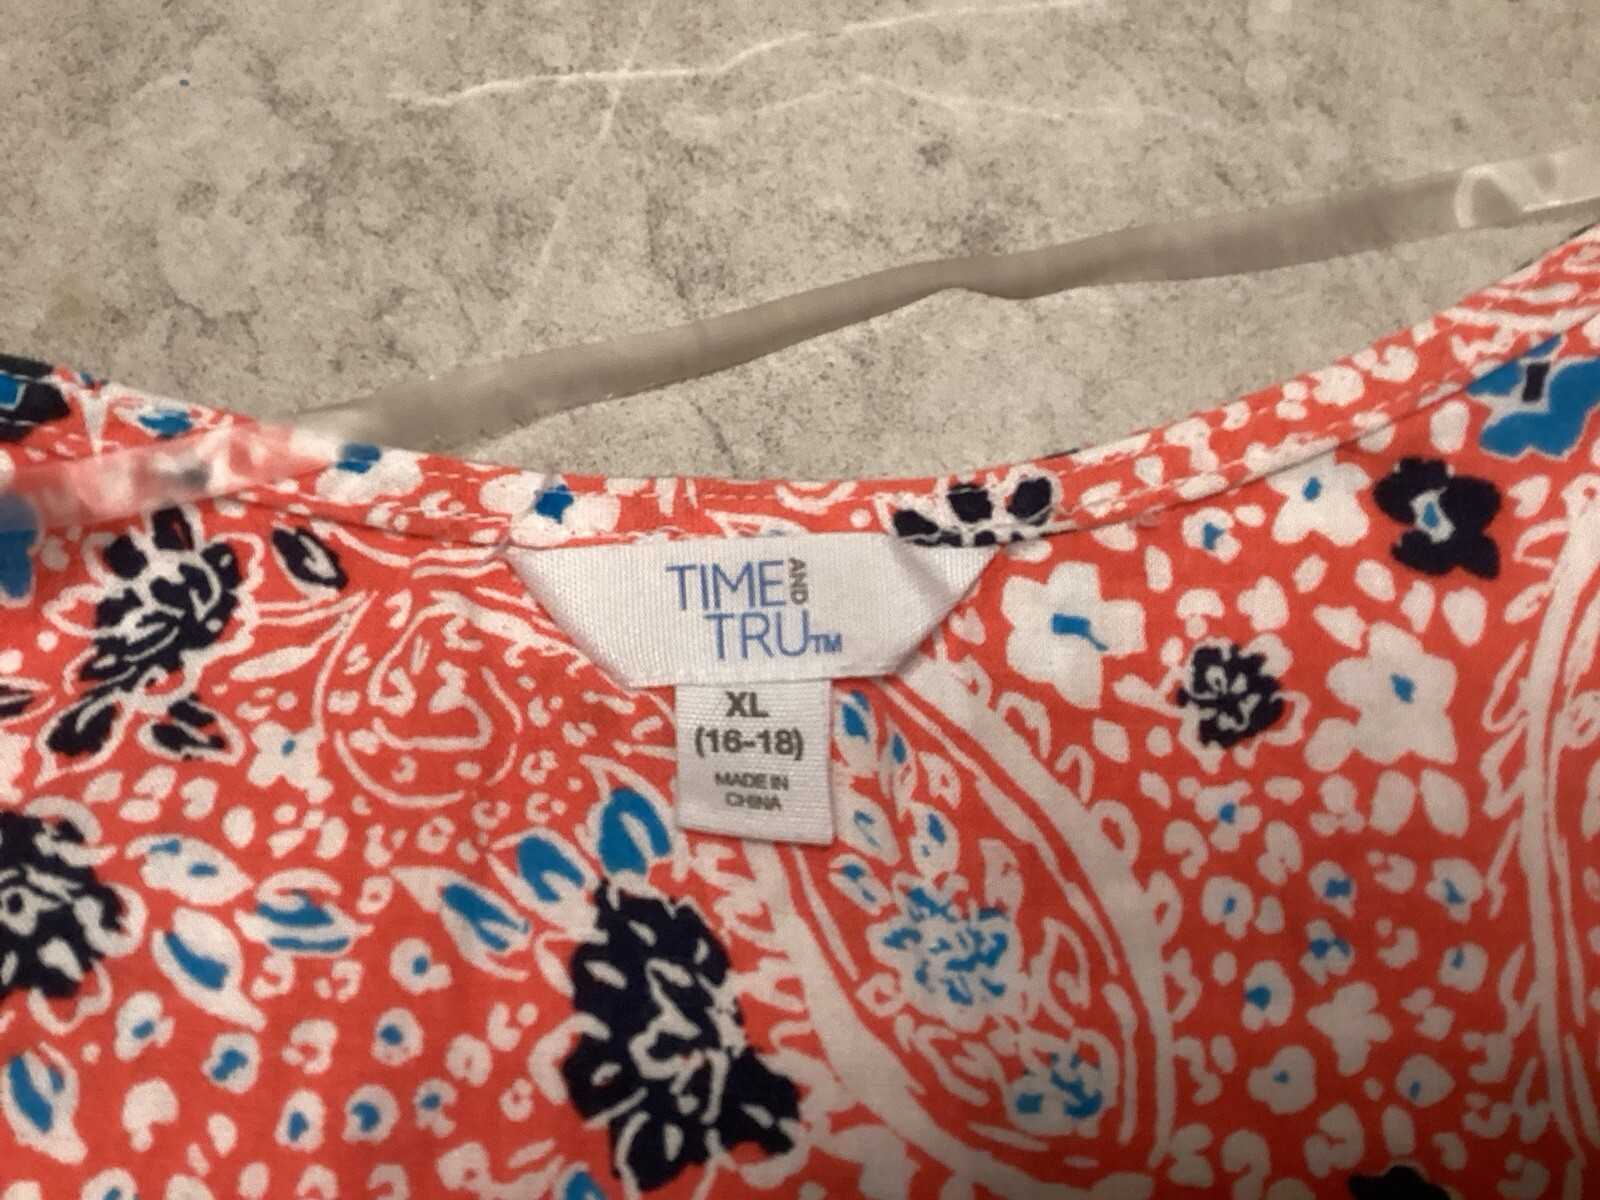 TIME AND
TRU™
XL
(16-18)
MADE IN
CHINA